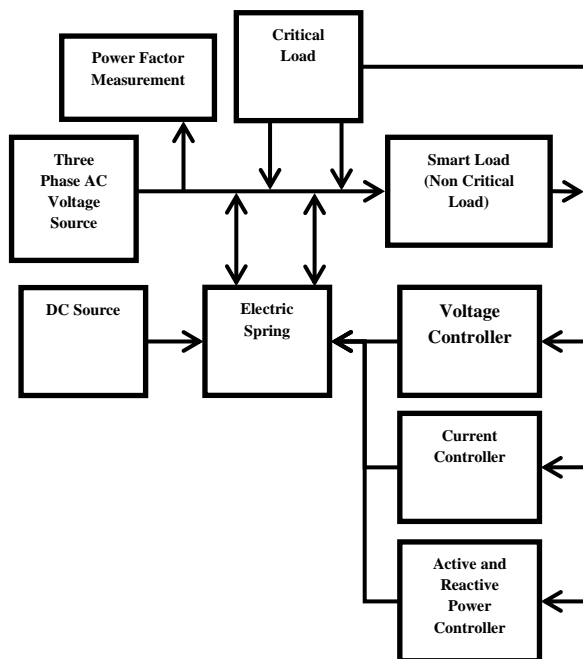 Power Factor
Measurement
Critical
Load
Three
Phase AC
Voltage
Source
Smart Load
(Non Critical
Load)
DC Source
Electric
Spring
Voltage
Controller
Current
Controller
Active and
Reactive
Power
Controller